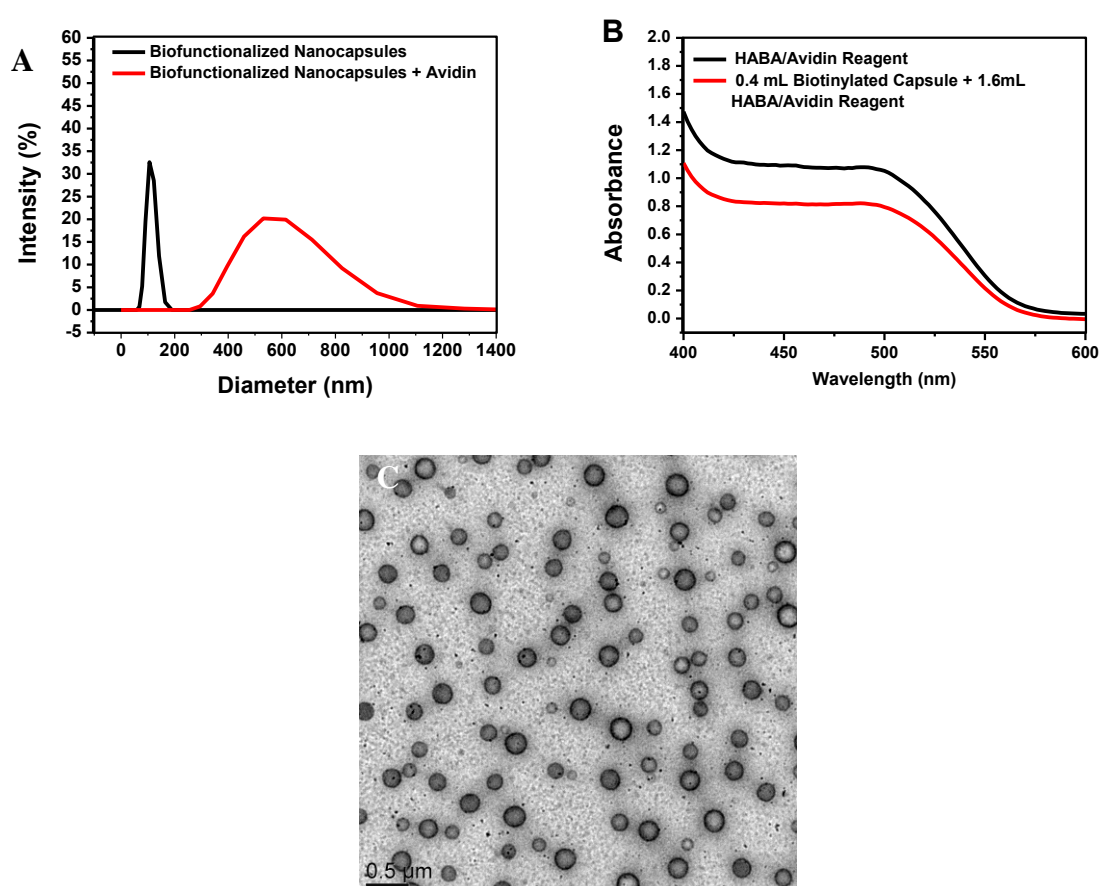 A
Intensity (%)
60
55
50
45
40
35
30
25
20
15
10
5
0
-5
Biofunctionalized Nanocapsules
Biofunctionalized Nanocapsules + Avidin
0 200 400 600 800 1000 1200 1400
Diameter (nm)
B
Absorbance
2.0
1.8
1.6
1.4
1.2
1.0
0.8
0.6
0.4
0.2
0.0
HABA/Avidin Reagent
0.4 mL Biotinylated Capsule + 1.6mL
HABA/Avidin Reagent
400 450 500 550 600
Wavelength (nm)
C
0.5 µm